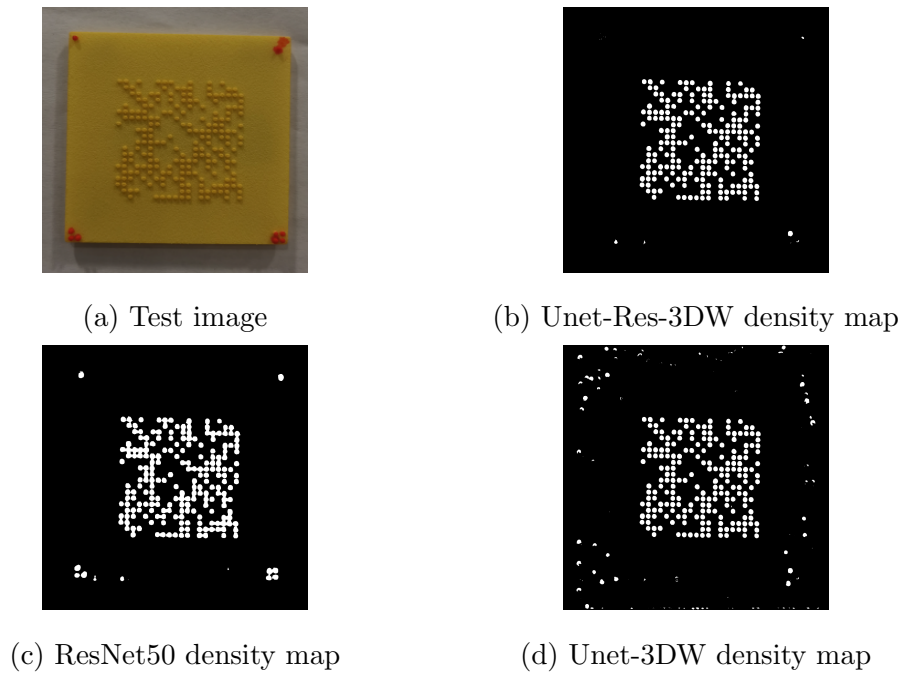 (a) Test image
(b) Unet-Res-3DW density map
(c) ResNet50 density map
(d) Unet-3DW density map